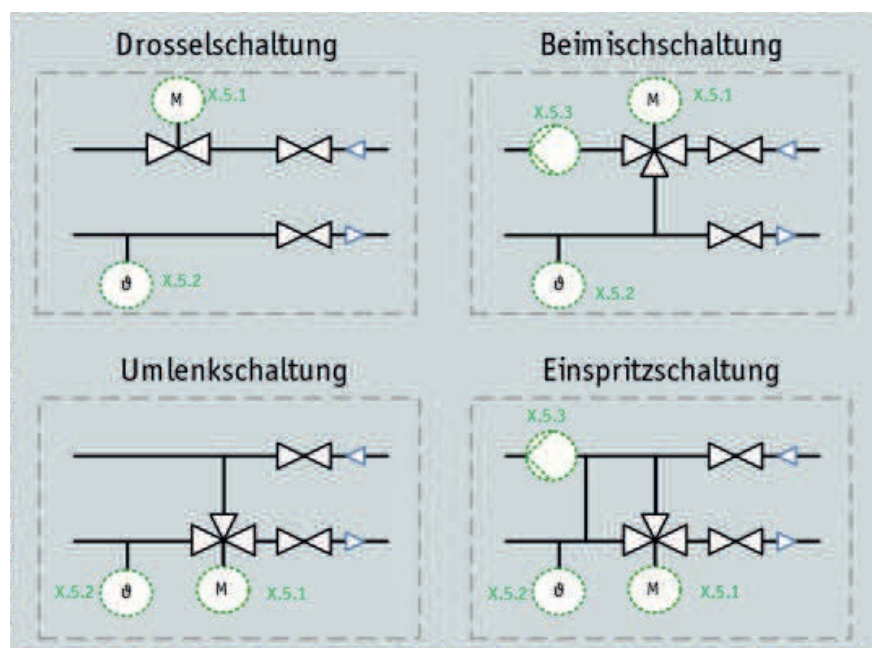 Drosselschaltung
M
X.5.1
ϑ
X.5.2
Beimischschaltung
X.5.3
M
X.5.1
ϑ
X.5.2
Umlenkschaltung
X.5.2
ϑ
M
X.5.1
Einspritzschaltung
X.5.3
X.5.2
ϑ
M
X.5.1